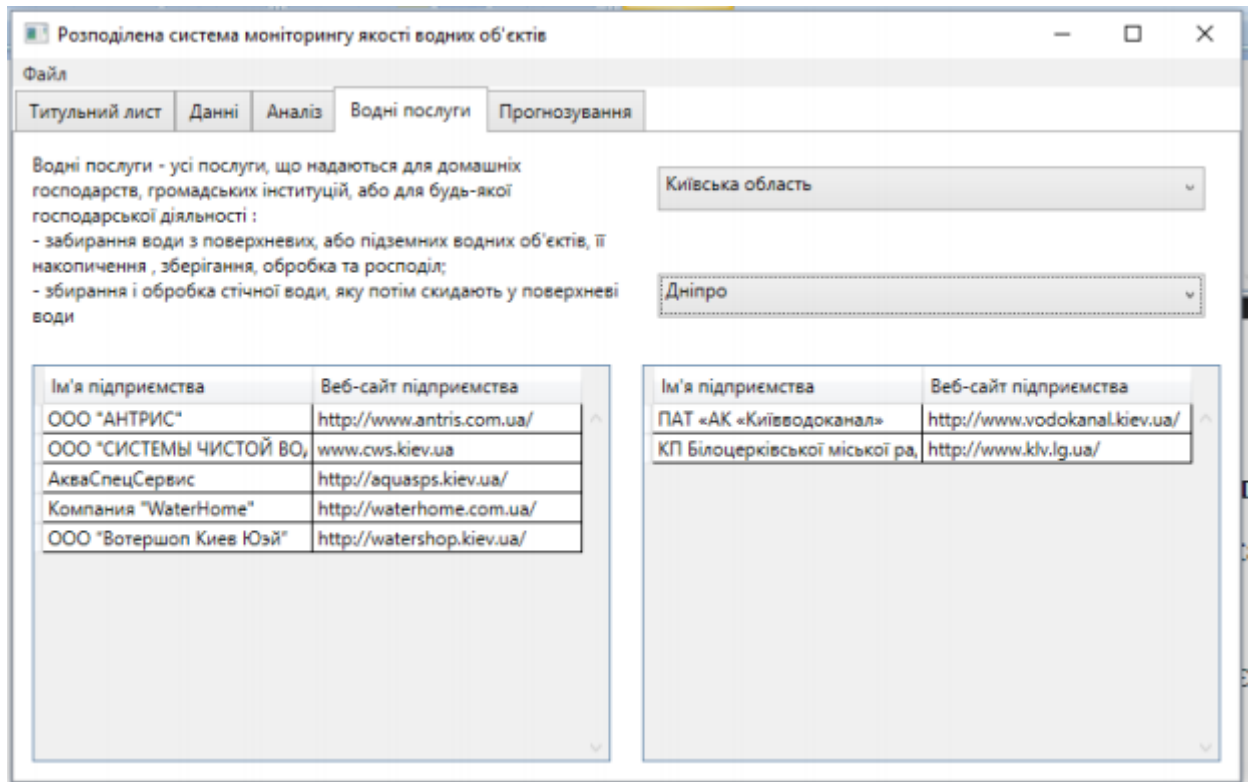 Розподілена система моніторингу якості водних об'єктів
Файл
Титульний лист Данні Аналіз Водні послуги Прогнозування
Водні послуги - усі послуги, що надаються для домашніх
господарств, громадських інституцій, або для будь-якої
господарської діяльності :
- забирання води з поверхневих, або підземних водних об'єктів, її
накопичення , зберігання, обробка та росподіл;
- збирання і обробка стічної води, яку потім скидають у поверхневі
води
Київська область
Дніпро
Ім'я підприємства Веб-сайт підприємства
ООО "АНТРИС" http://www.antris.com.ua/
ООО "СИСТЕМЫ ЧИСТОЙ ВО, www.cws.kiev.ua
АкваСпецСервис http://aquasps.kiev.ua/
Компания "WaterHome" http://waterhome.com.ua/
ООО "Вотершоп Киев Юэй" http://watershop.kiev.ua/
Ім'я підприємства Веб-сайт підприємства
ПАТ «АК «Київводоканал» http://www.vodokanal.kiev.ua/
КП Білоцерківської міської ра, http://www.klv.lg.ua/